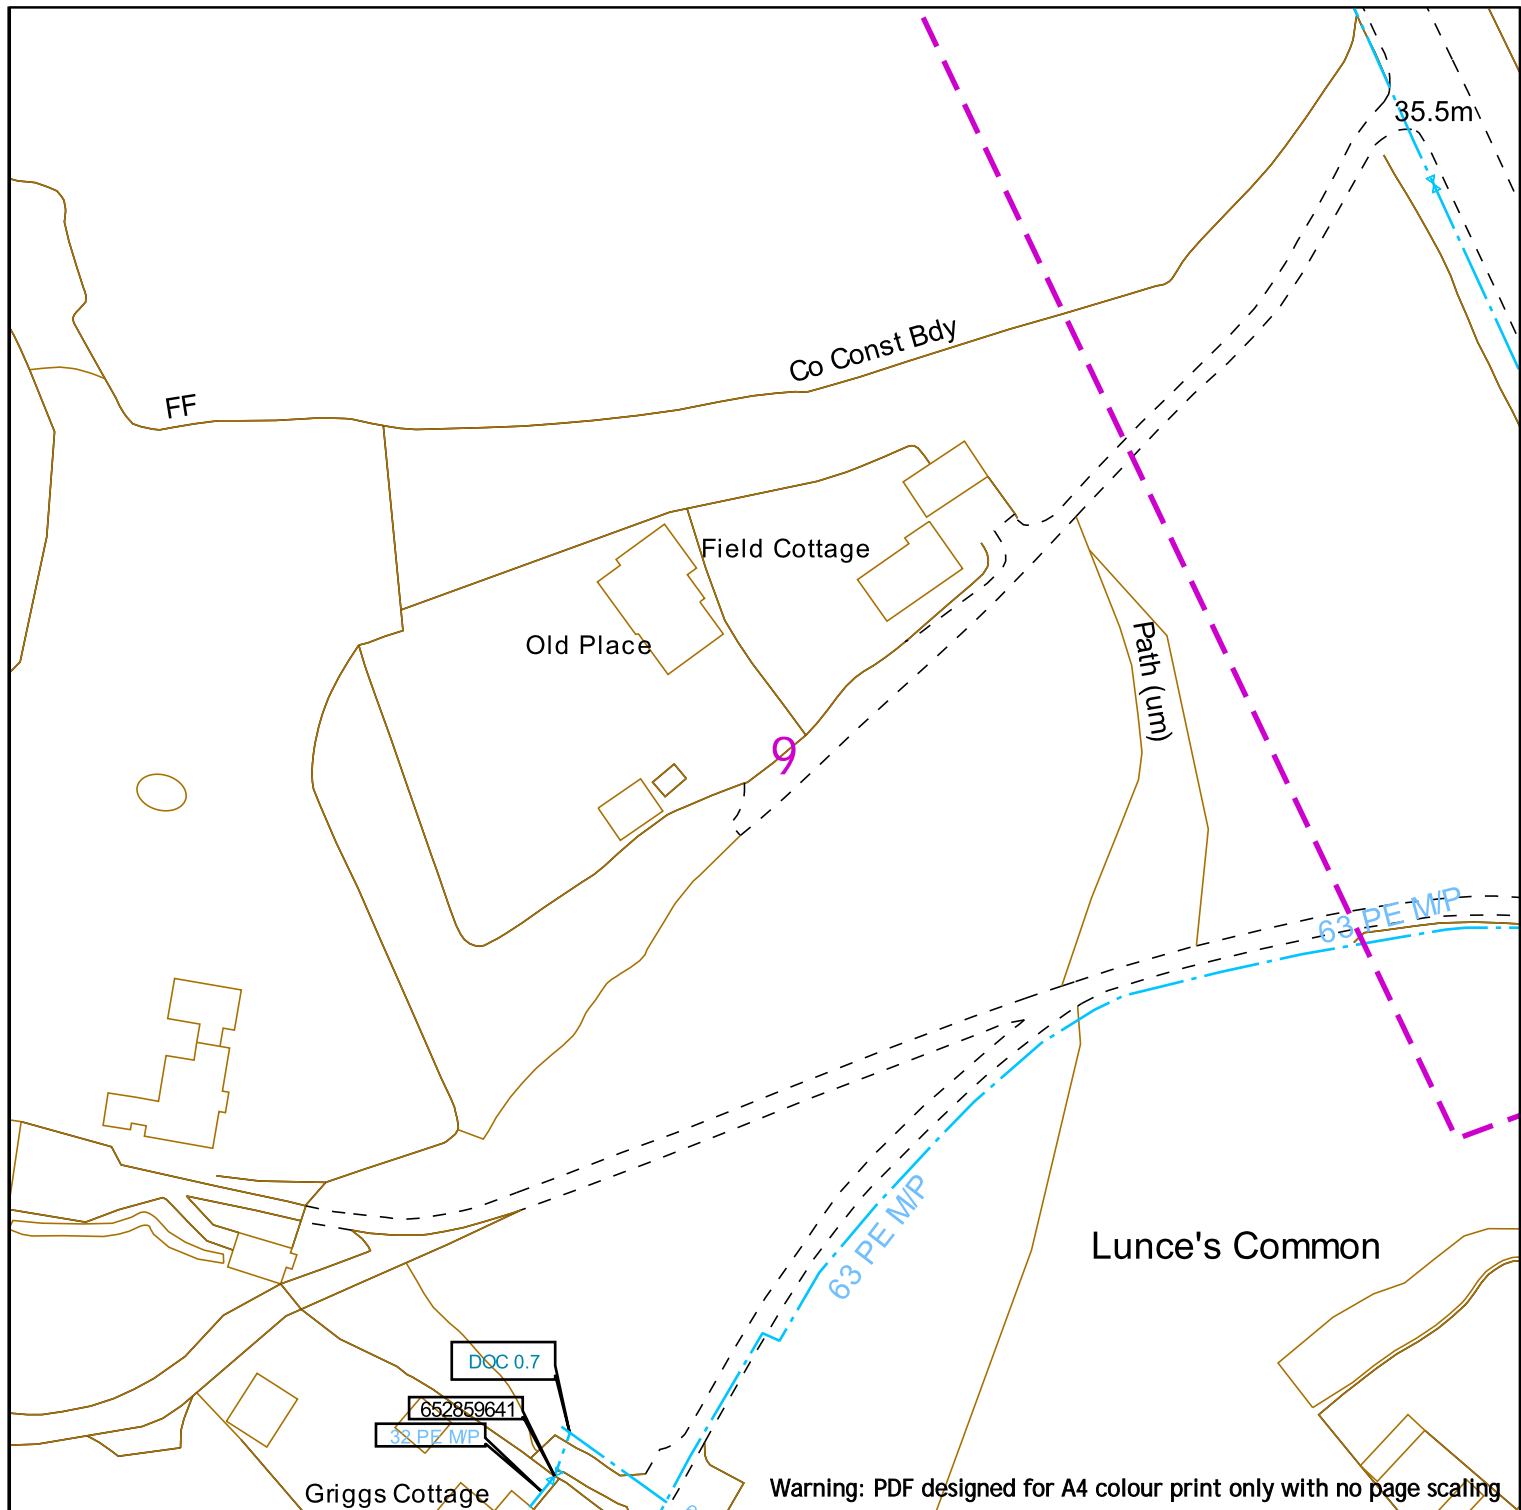 35.5m
Co Const Bdy
FF
Field Cottage
Old Place
Path (um)
9
63 PE M/P
63 PE M/P
Lunce's Common
DOC 0.7
652859641
32 PE M/P
Griggs Cottage
Warning: PDF designed for A4 colour print only with no page scaling